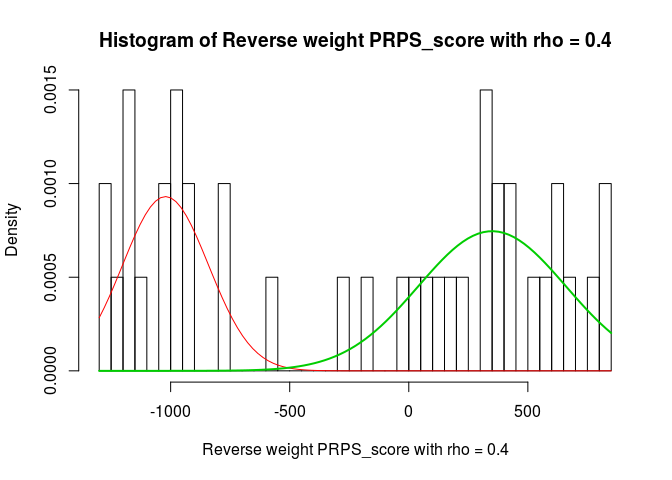 Histogram of Reverse weight PRPS_score with rho = 0.4
Density
0.0015
0.0010
0.0005
0.0000
-1000 -500 0 500
Reverse weight PRPS_score with rho = 0.4